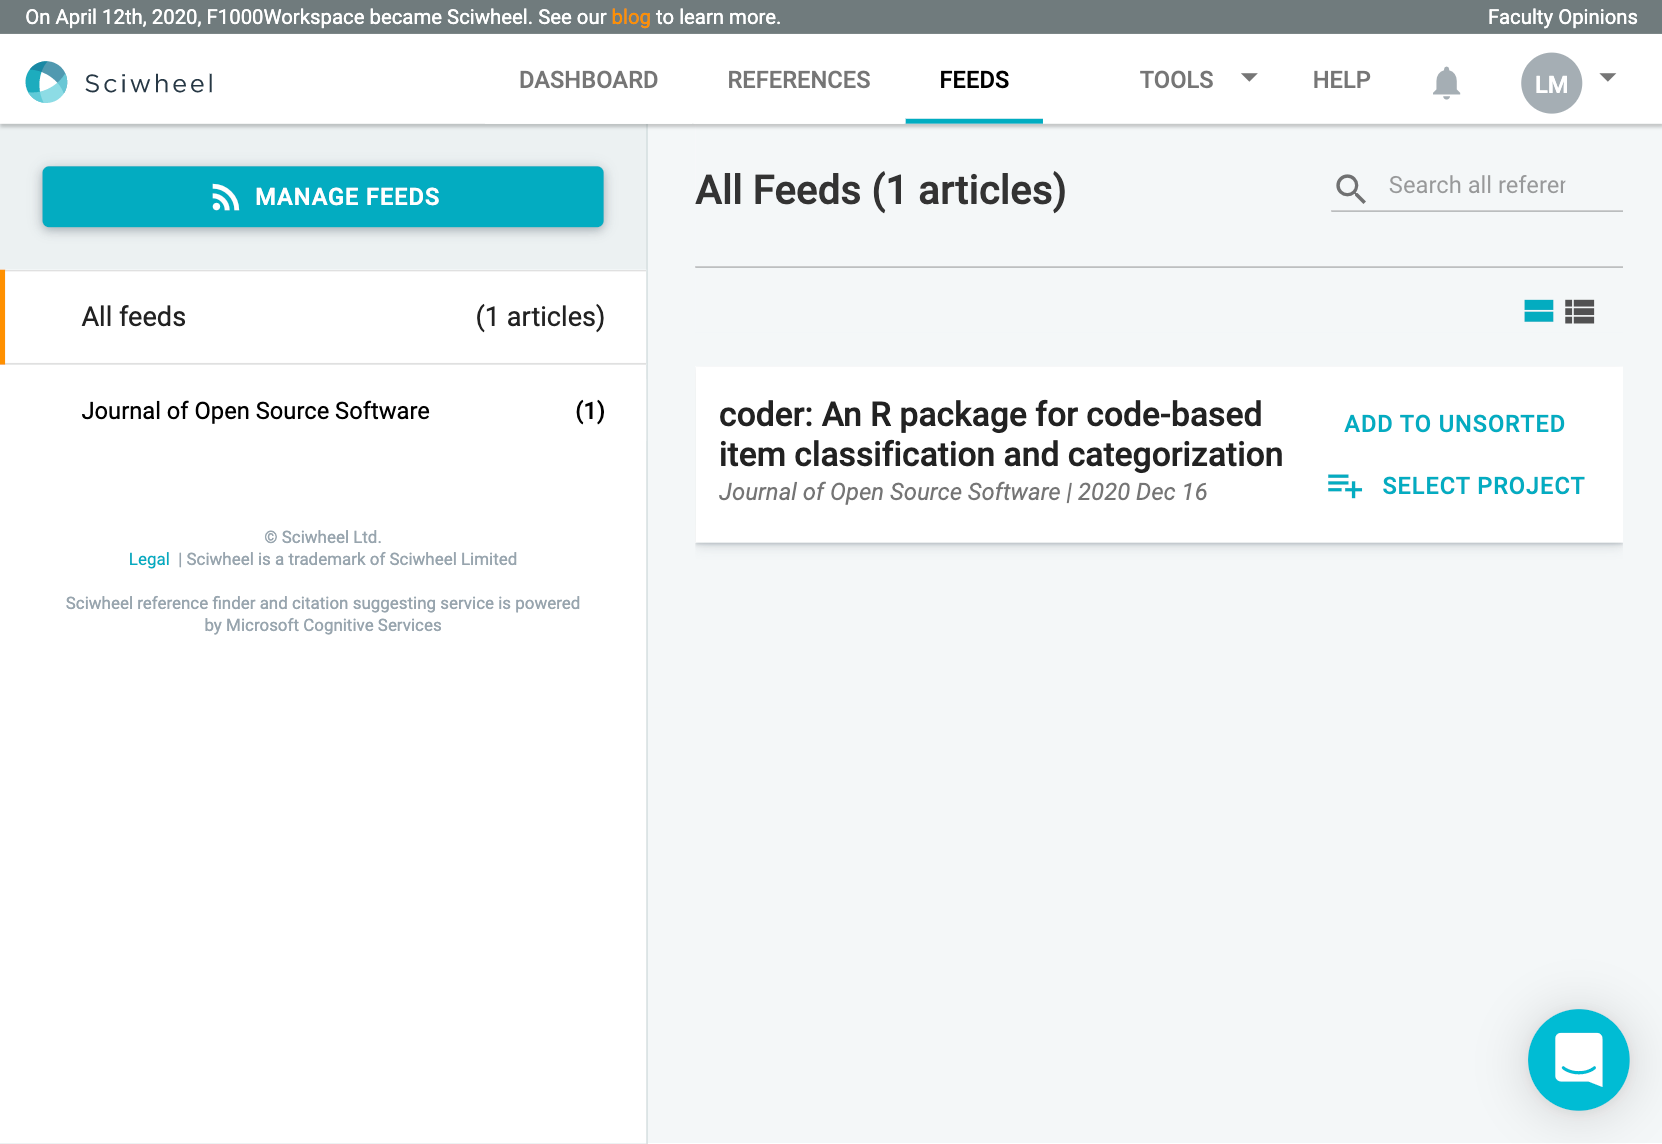 On April 12th, 2020, F1000Workspace became Sciwheel. See our blog to learn more.
Faculty Opinions
Sciwheel
DASHBOARD
REFERENCES
FEEDS
TOOLS
HELP
LM
MANAGE FEEDS
All feeds (1 articles)
Journal of Open Source Software (1)
© Sciwheel Ltd.
Legal | Sciwheel is a trademark of Sciwheel Limited
Sciwheel reference finder and citation suggesting service is powered
by Microsoft Cognitive Services
All Feeds (1 articles)
Search all referer
coder: An R package for code-based
item classification and categorization
Journal of Open Source Software | 2020 Dec 16
ADD TO UNSORTED
SELECT PROJECT